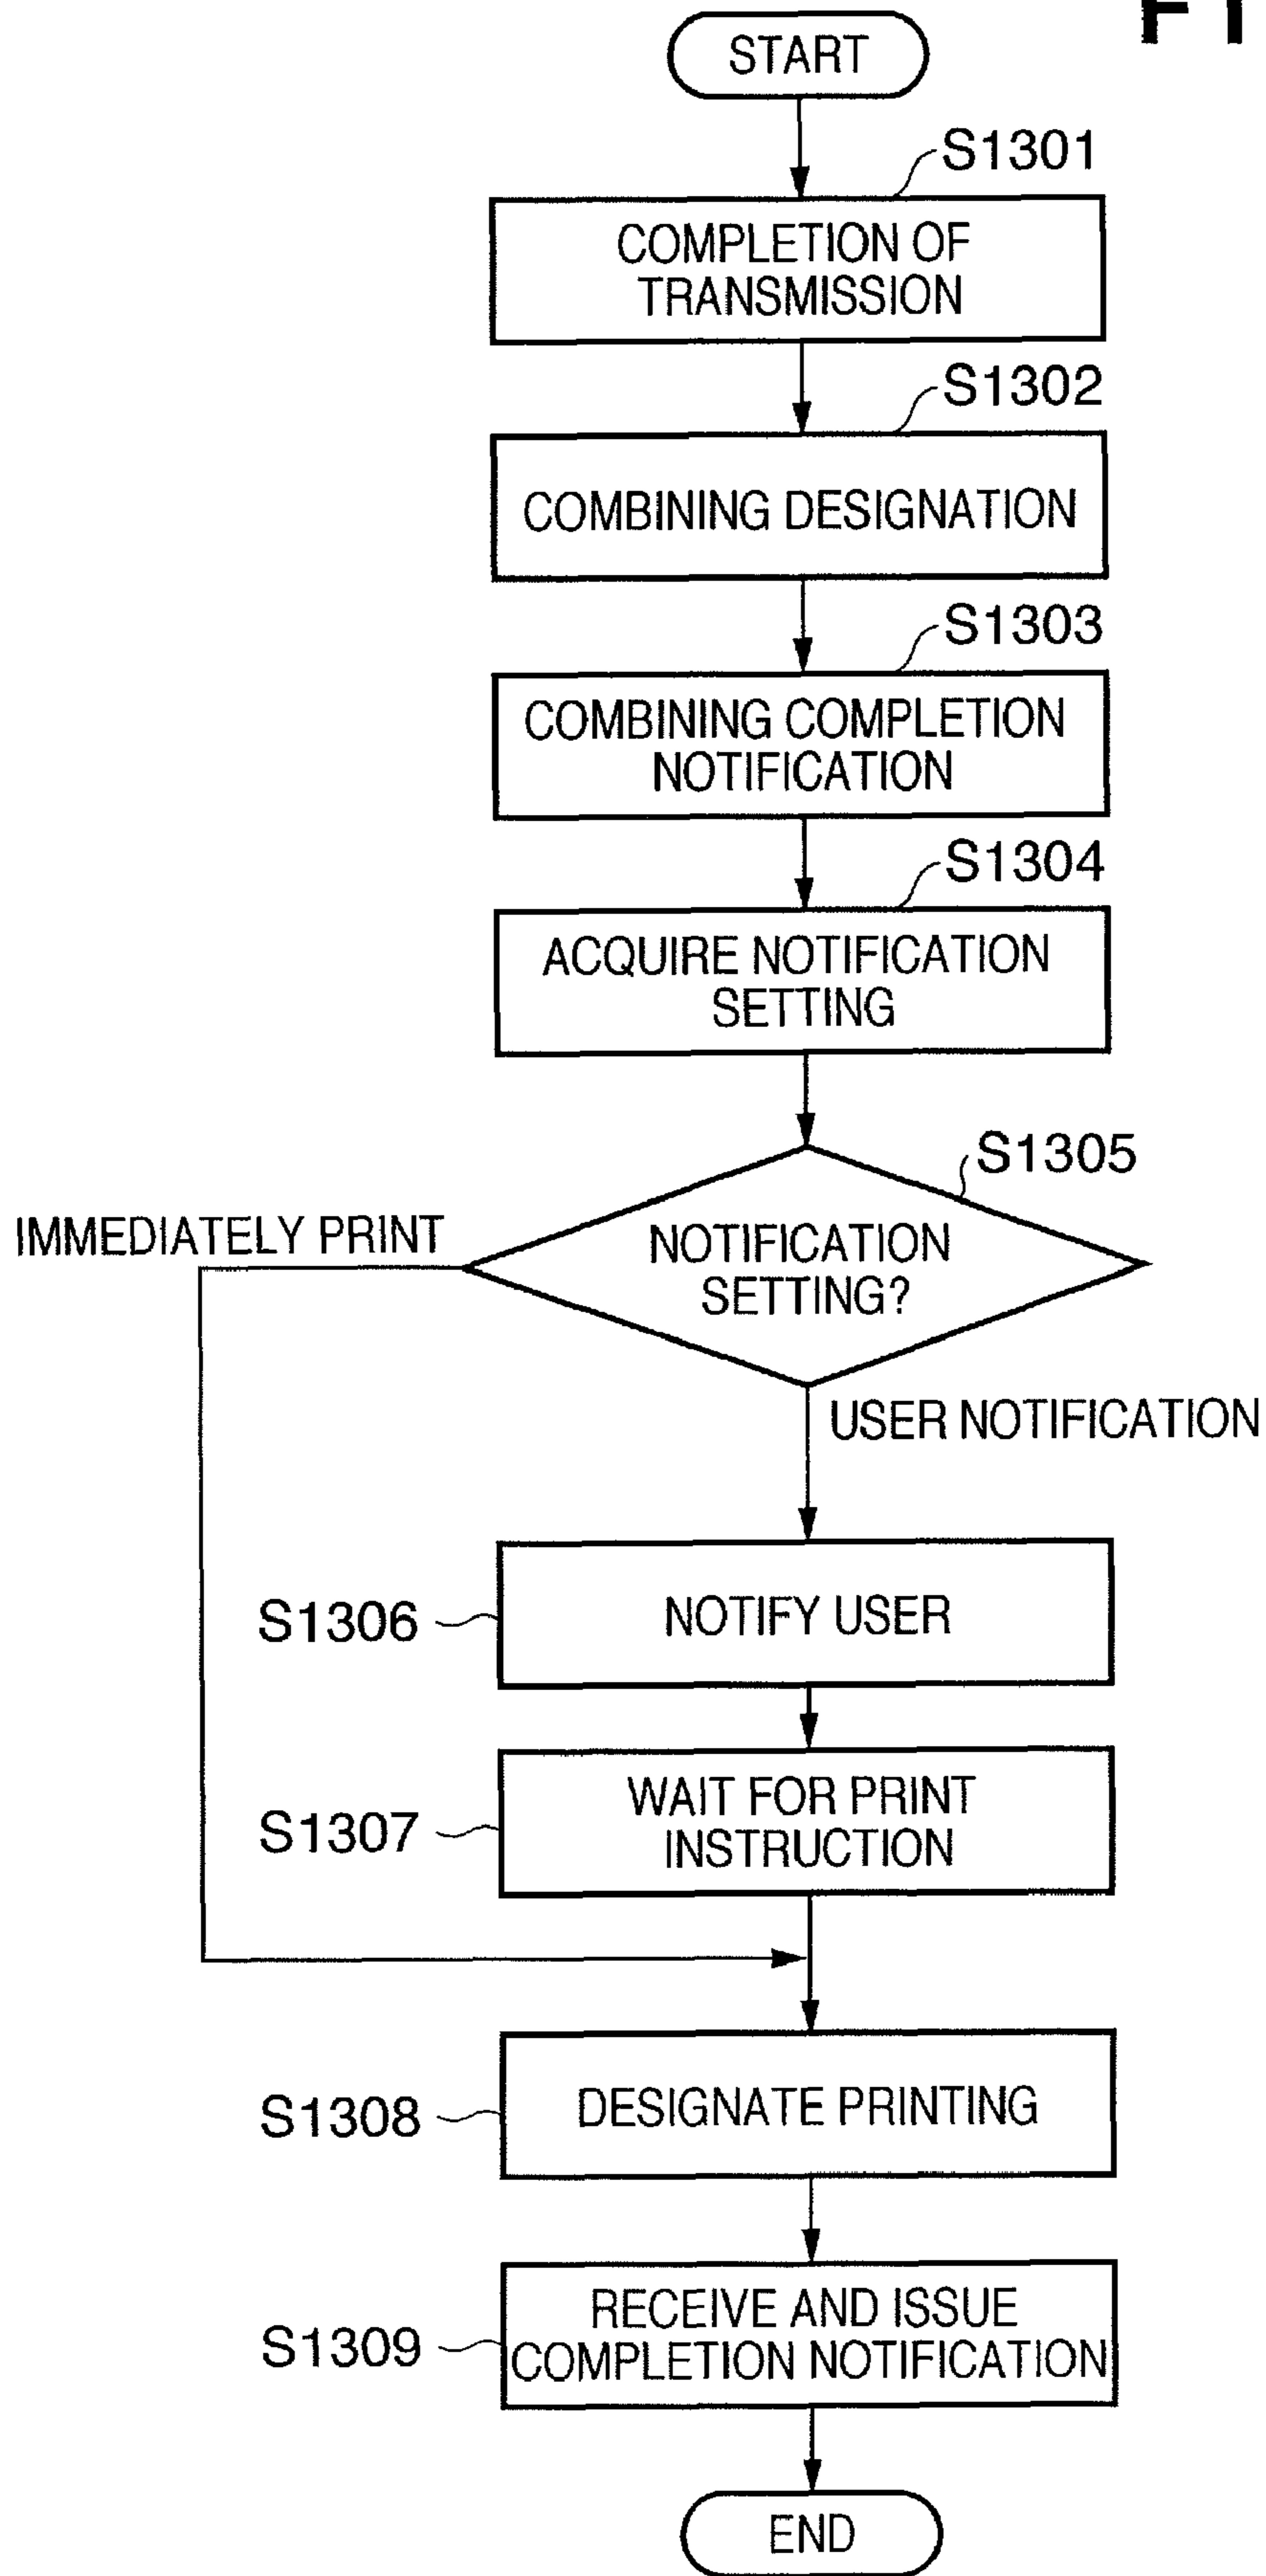 START
S1301
COMPLETION OF
TRANSMISSION
S1302
COMBINING DESIGNATION
S1303
COMBINING COMPLETION
NOTIFICATION
S1304
ACQUIRE NOTIFICATION
SETTING
S1305
IMMEDIATELY PRINT
NOTIFICATION
SETTING?
USER NOTIFICATION
S1306
NOTIFY USER
S1307
WAIT FOR PRINT
INSTRUCTION
S1308
DESIGNATE PRINTING
S1309
RECEIVE AND ISSUE
COMPLETION NOTIFICATION
END